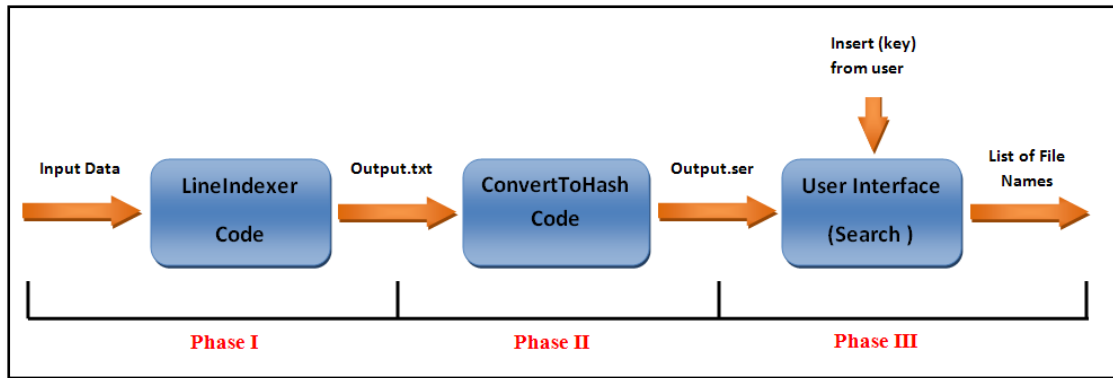 Insert (key)
from user
Input Data
LineIndexer
Code
Output.txt
ConvertToHash
Code
Output.ser
User Interface
(Search )
List of File
Names
Phase I
Phase II
Phase III